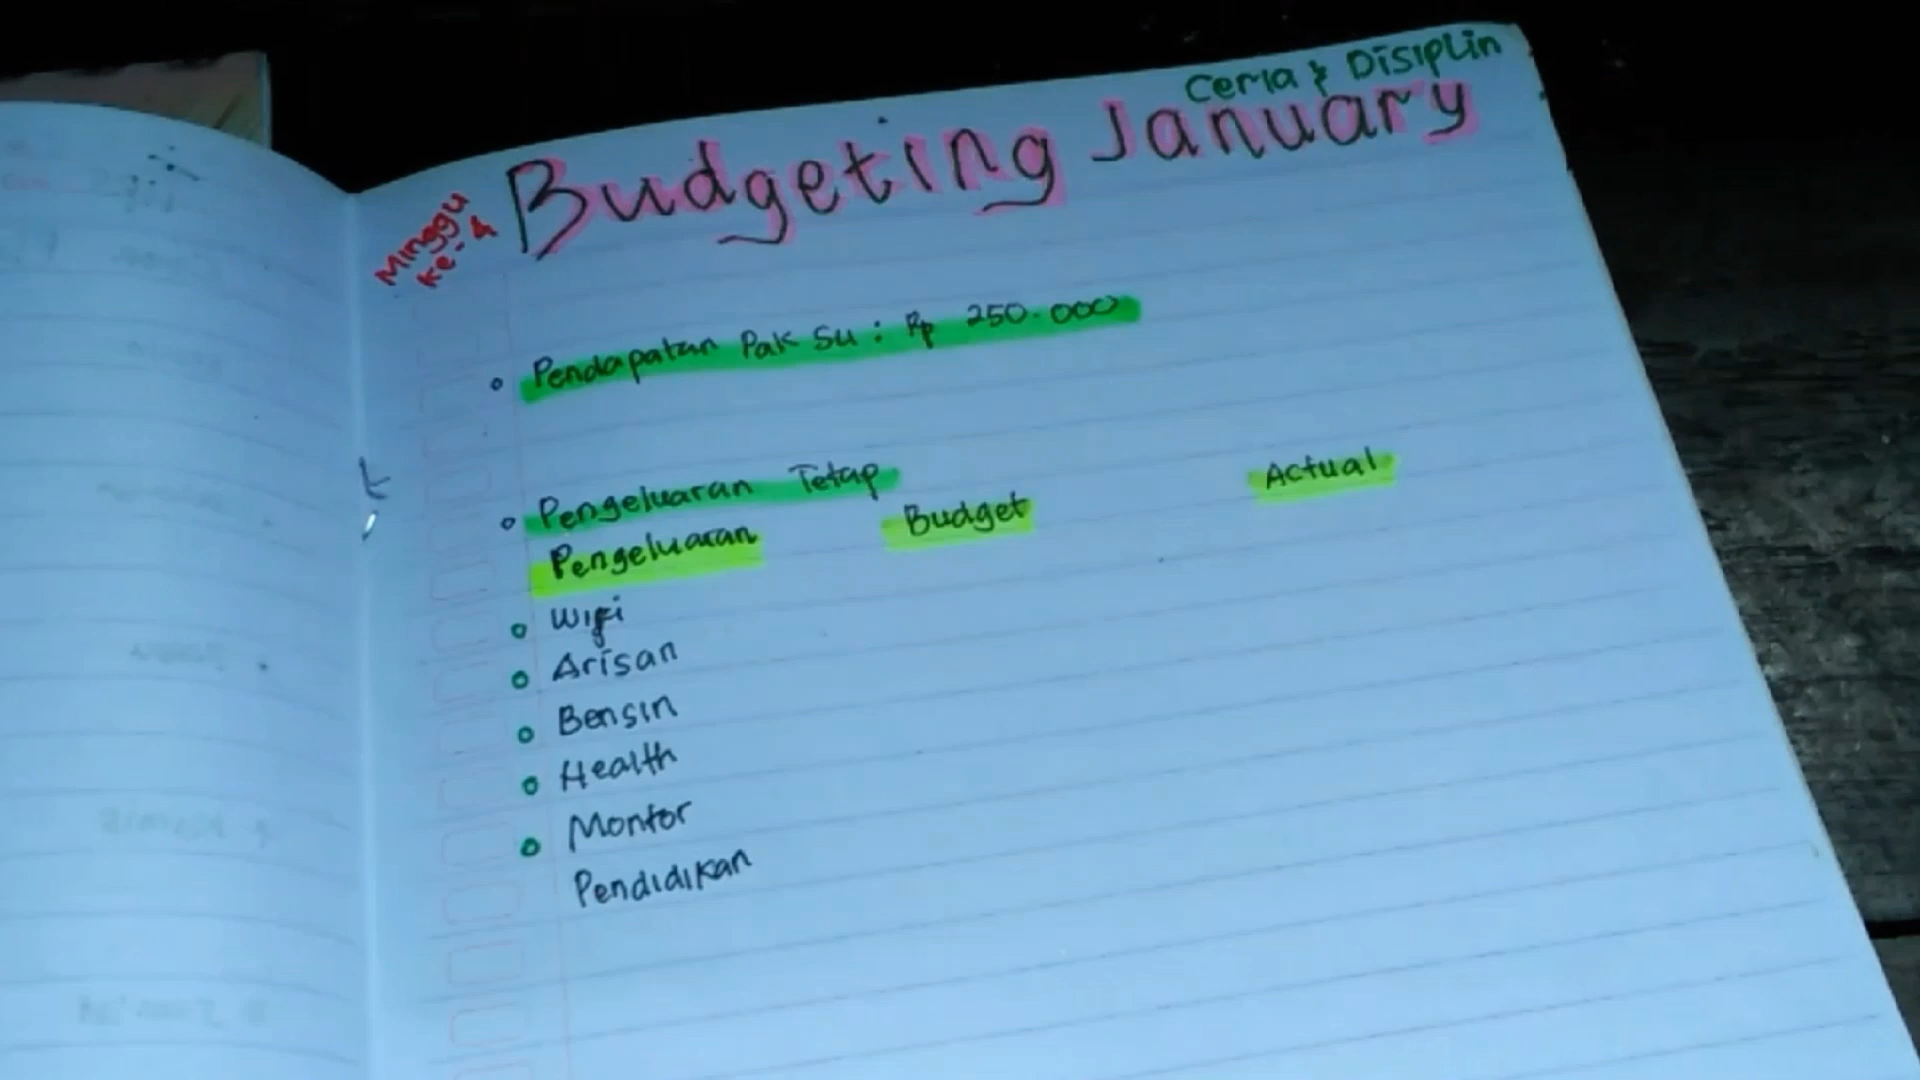 Ceria & Disiplin
Budgeting January
Minggu
ke-4
Pendapatan Pak Su : Rp 250.000
Pengeluaran Tetap
Pengeluaran Budget Actual
Wifi
Arisan
Bensin
Health
Montor
Pendidikan